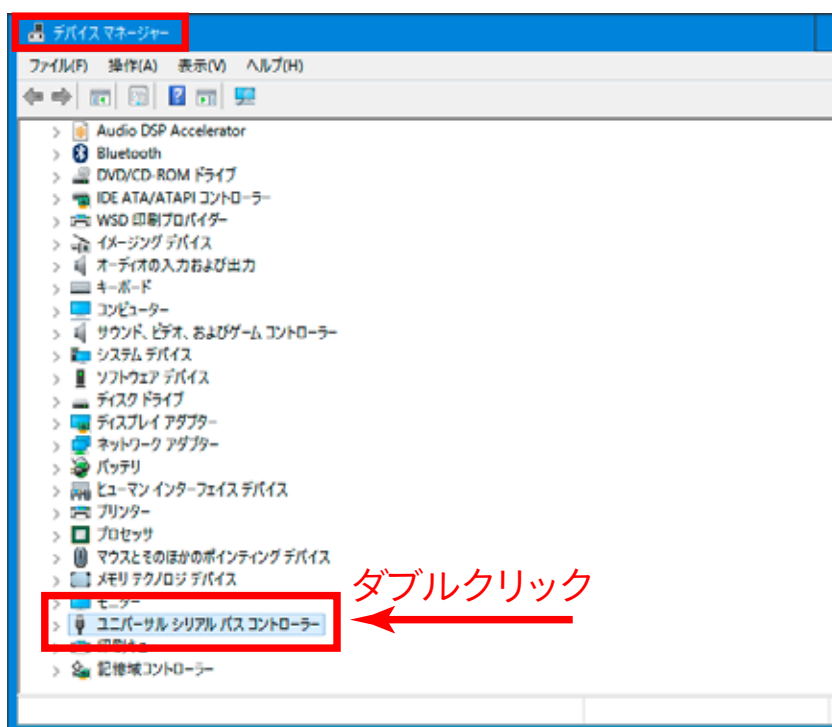 デバイス マネージャー
ファイル(F) 操作(A) 表示(V) ヘルプ(H)
Audio DSP Accelerator
Bluetooth
DVD/CD-ROM ドライブ
IDE ATA/ATAPI コントローラー
WSD 印刷プロバイダー
イメージング デバイス
オーディオの入力および出力
キーボード
コンピューター
サウンド、ビデオ、およびゲーム コントローラー
システム デバイス
ソフトウェア デバイス
ディスク ドライブ
ディスプレイ アダプター
ネットワーク アダプター
バッテリ
ヒューマン インターフェイス デバイス
プリンター
プロセッサ
マウスとそのほかのポインティング デバイス
メモリ テクノロジ デバイス
ダブルクリック
モニター
ユニバーサル シリアル バス コントローラー
印刷キュー
記憶域コントローラー